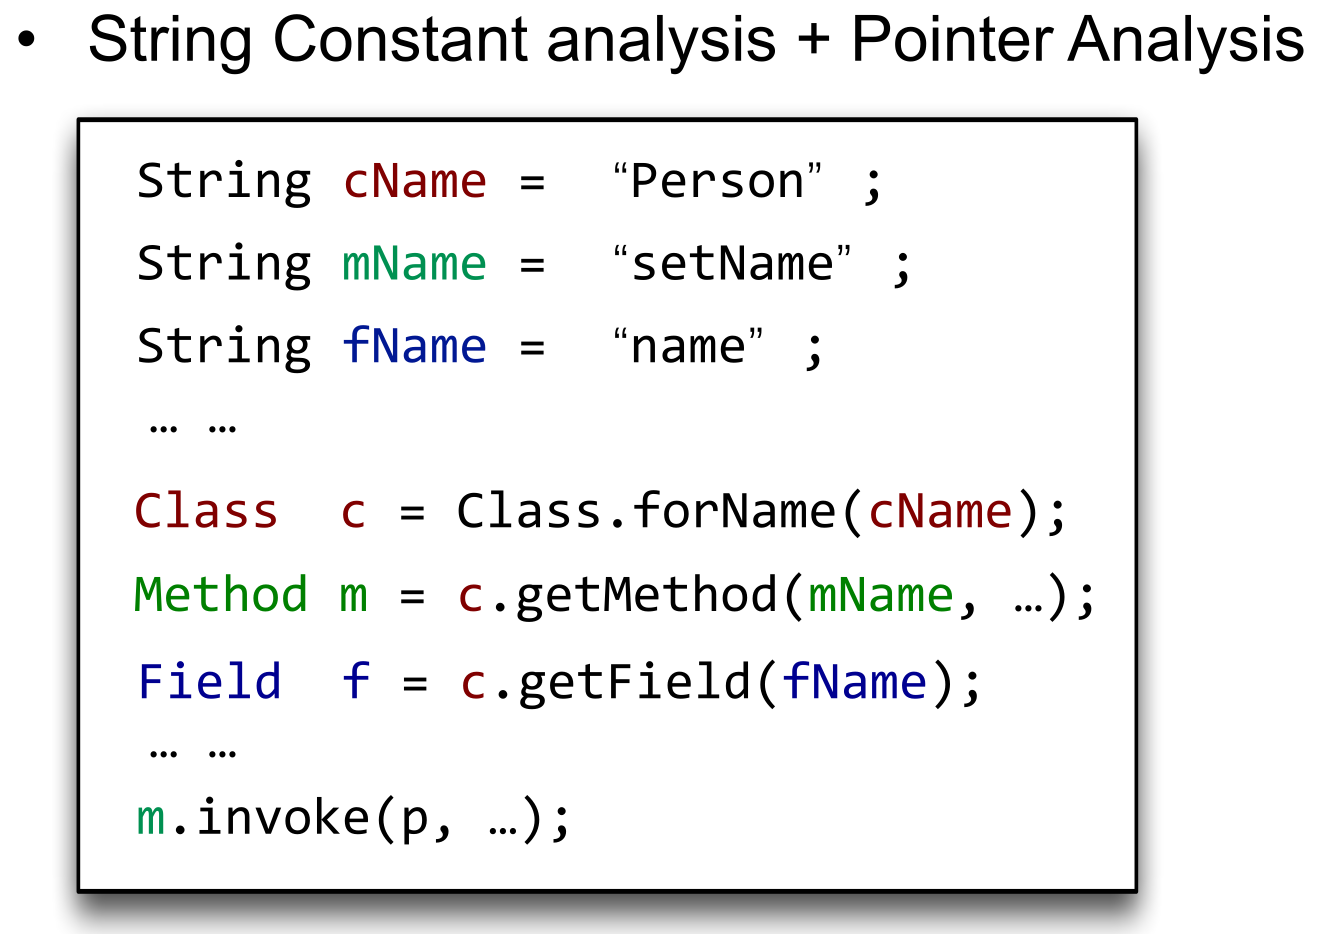 • String Constant analysis + Pointer Analysis
String cName = “Person” ;
String mName = “setName” ;
String fName = “name” ;
… …
Class c = Class.forName(cName);
Method m = c.getMethod(mName, …);
Field f = c.getField(fName);
… …
m.invoke(p, …);